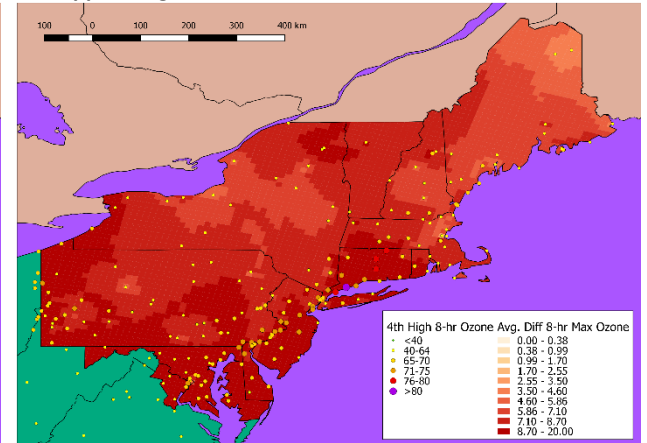 100 0 100 200 300 400 km
4th High 8-hr Ozone Avg. Diff 8-hr Max Ozone
<40 0.00 - 0.38
40-64 0.38 - 0.99
65-70 0.99 - 1.70
71-75 1.70 - 2.55
76-80 2.55 - 3.50
>80 3.50 - 4.60
4.60 - 5.86
5.86 - 7.10
7.10 - 8.70
8.70 - 20.00